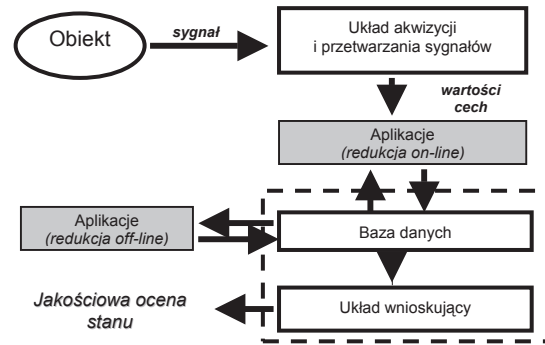 Obiekt
sygnał
Układ akwizycji
i przetwarzania sygnałów
wartości
cech
Aplikacje
(redukcja on-line)
Aplikacje
(redukcja off-line)
Baza danych
Jakościowa ocena
stanu
Układ wnioskujący